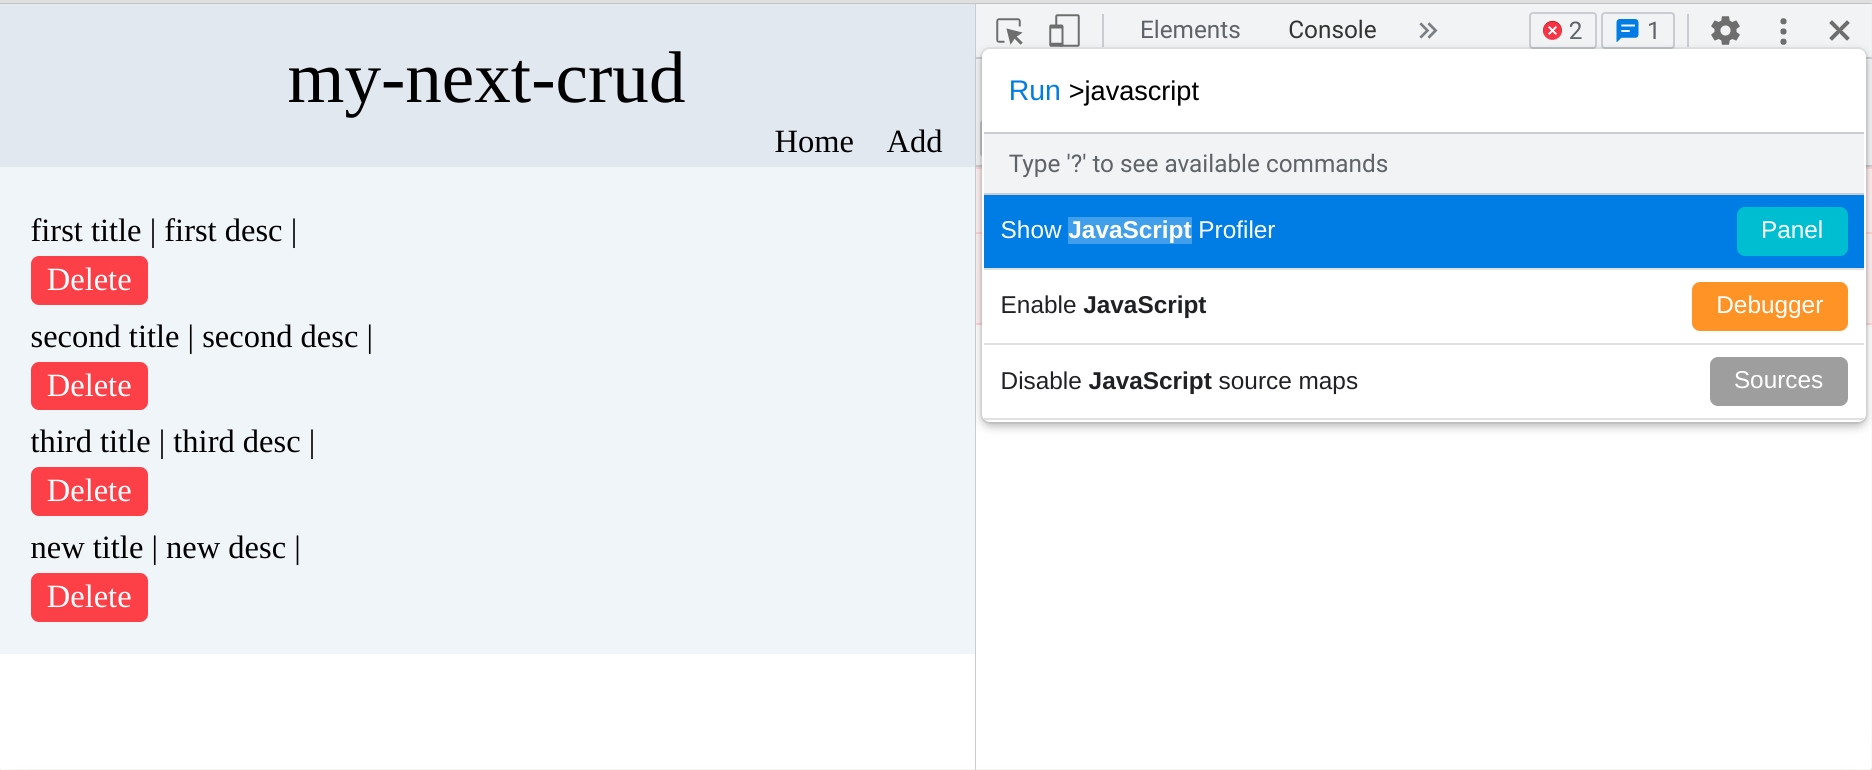 my-next-crud
Home Add
first title | first desc |
Delete
second title | second desc |
Delete
third title | third desc |
Delete
new title | new desc |
Delete
Elements Console 2 1
Run >javascript
Type '?' to see available commands
Show JavaScript Profiler Panel
Enable JavaScript Debugger
Disable JavaScript source maps Sources